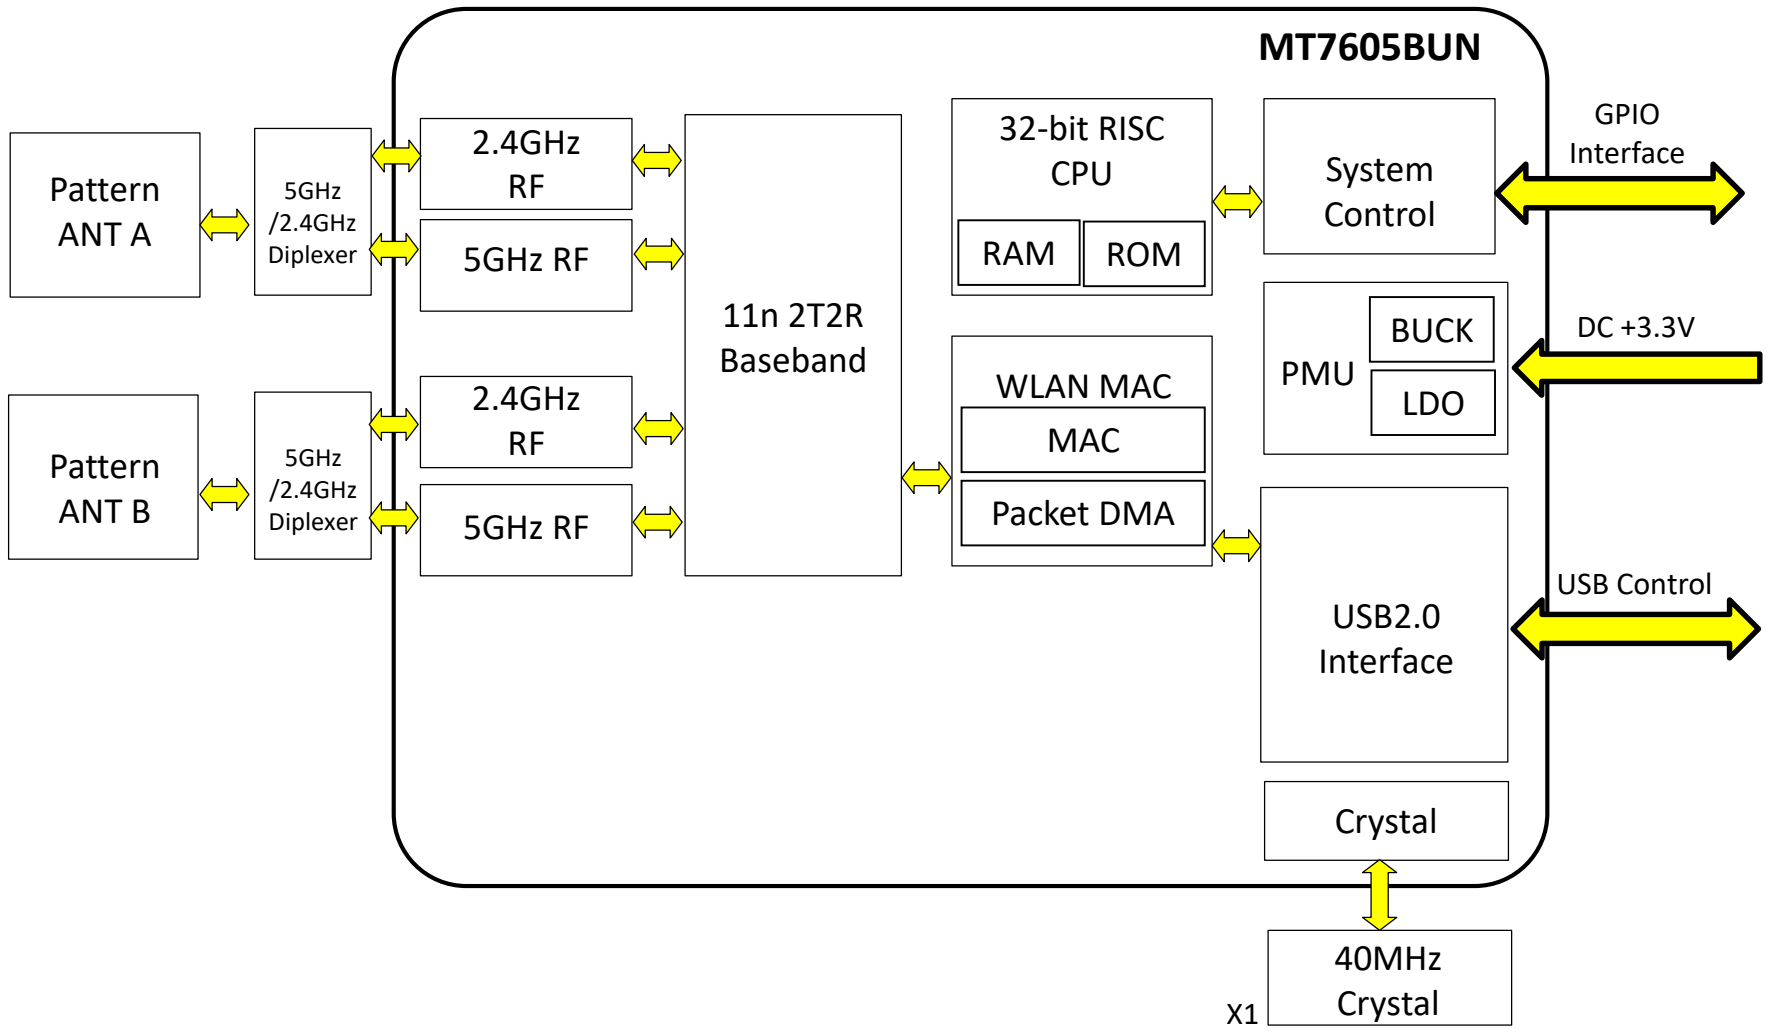 MT7605BUN
Pattern
ANT A
5GHz
/2.4GHz
Diplexer
2.4GHz
RF
5GHz RF
Pattern
ANT B
5GHz
/2.4GHz
Diplexer
2.4GHz
RF
5GHz RF
11n 2T2R
Baseband
32-bit RISC
CPU
RAM
ROM
WLAN MAC
MAC
Packet DMA
System
Control
PMU
BUCK
LDO
USB2.0
Interface
Crystal
40MHz
Crystal
X1
GPIO
Interface
DC +3.3V
USB Control